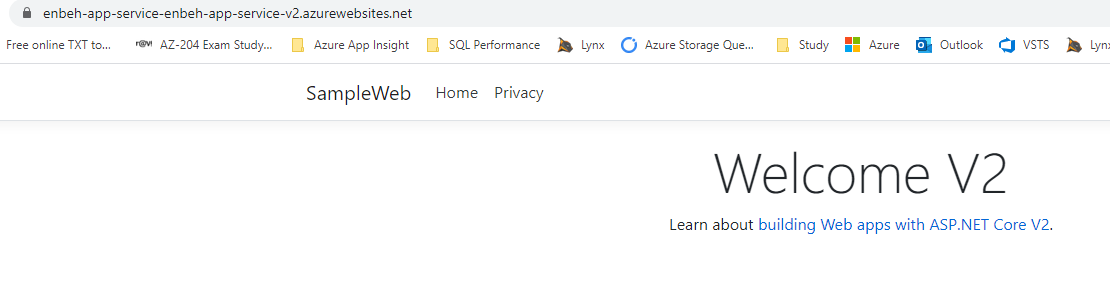 enbeh-app-service-enbeh-app-service-v2.azurewebsites.net
Free online TXT to... r@v! AZ-204 Exam Study... Azure App Insight SQL Performance Lynx Azure Storage Que... Study Azure Outlook VSTS Lynx
SampleWeb Home Privacy
Welcome V2
Learn about building Web apps with ASP.NET Core V2.